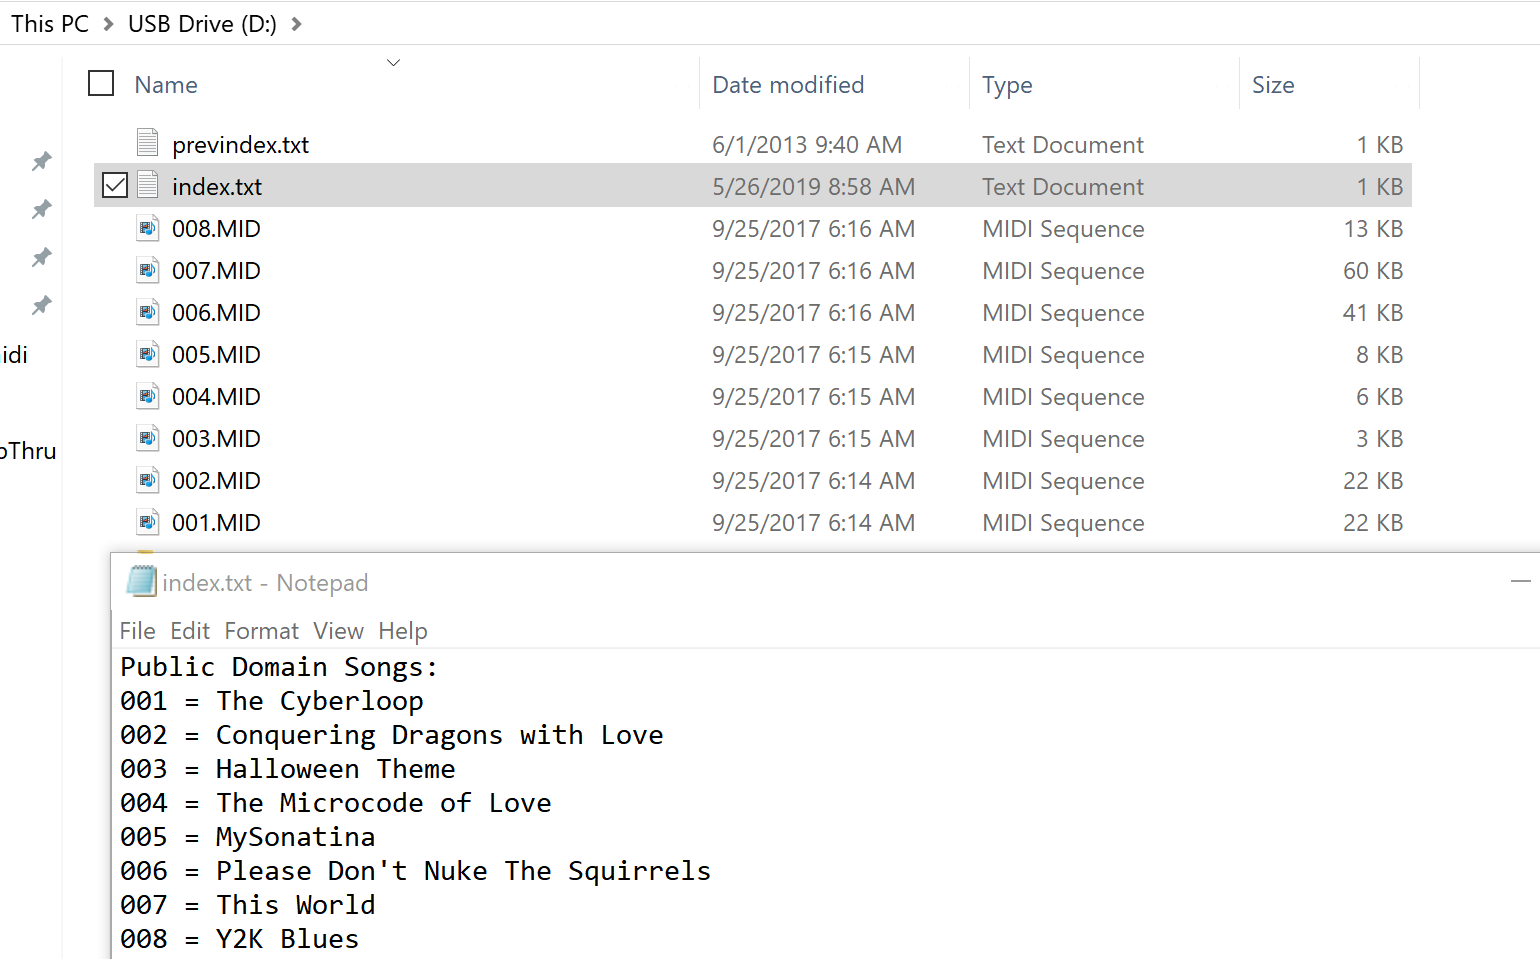 This PC > USB Drive (D:) >
Name Date modified Type Size
previndex.txt 6/1/2013 9:40 AM Text Document 1 KB
index.txt 5/26/2019 8:58 AM Text Document 1 KB
008.MID 9/25/2017 6:16 AM MIDI Sequence 13 KB
007.MID 9/25/2017 6:16 AM MIDI Sequence 60 KB
006.MID 9/25/2017 6:16 AM MIDI Sequence 41 KB
idi 005.MID 9/25/2017 6:15 AM MIDI Sequence 8 KB
004.MID 9/25/2017 6:15 AM MIDI Sequence 6 KB
003.MID 9/25/2017 6:15 AM MIDI Sequence 3 KB
oThru
002.MID 9/25/2017 6:14 AM MIDI Sequence 22 KB
001.MID 9/25/2017 6:14 AM MIDI Sequence 22 KB
index.txt - Notepad
File Edit Format View Help
Public Domain Songs:
001 = The Cyberloop
002 = Conquering Dragons with Love
003 = Halloween Theme
004 = The Microcode of Love
005 = MySonatina
006 = Please Don't Nuke The Squirrels
007 = This World
008 = Y2K Blues